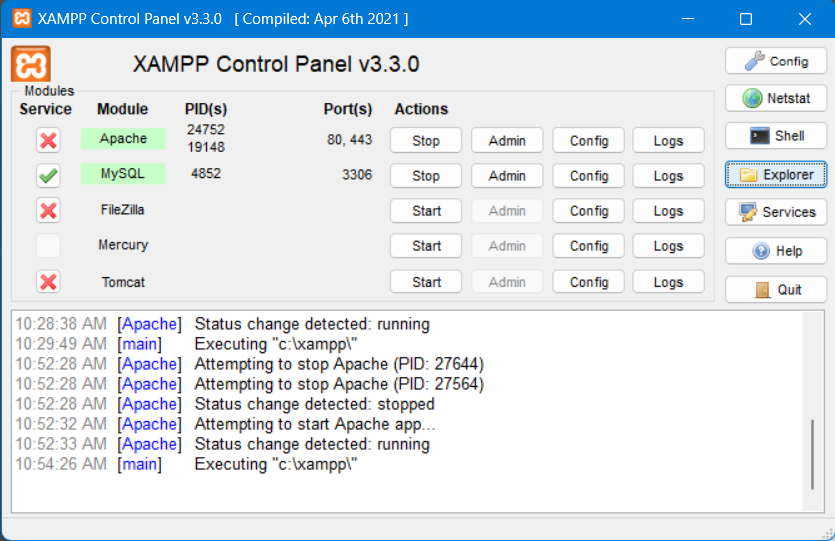 XAMPP Control Panel v3.3.0 [ Compiled: Apr 6th 2021 ]
XAMPP Control Panel v3.3.0
Config
Modules
Service Module PID(s) Port(s) Actions
Netstat
Apache 24752 19148 80, 443 Stop Admin Config Logs
Shell
MySQL 4852 3306 Stop Admin Config Logs
Explorer
FileZilla Start Admin Config Logs
Services
Mercury Start Admin Config Logs
Help
Tomcat Start Admin Config Logs
Quit
10:28:38 AM [Apache] Status change detected: running
10:29:49 AM [main] Executing "c:\xampp\"
10:52:28 AM [Apache] Attempting to stop Apache (PID: 27644)
10:52:28 AM [Apache] Attempting to stop Apache (PID: 27564)
10:52:28 AM [Apache] Status change detected: stopped
10:52:32 AM [Apache] Attempting to start Apache app...
10:52:33 AM [Apache] Status change detected: running
10:54:26 AM [main] Executing "c:\xampp\"